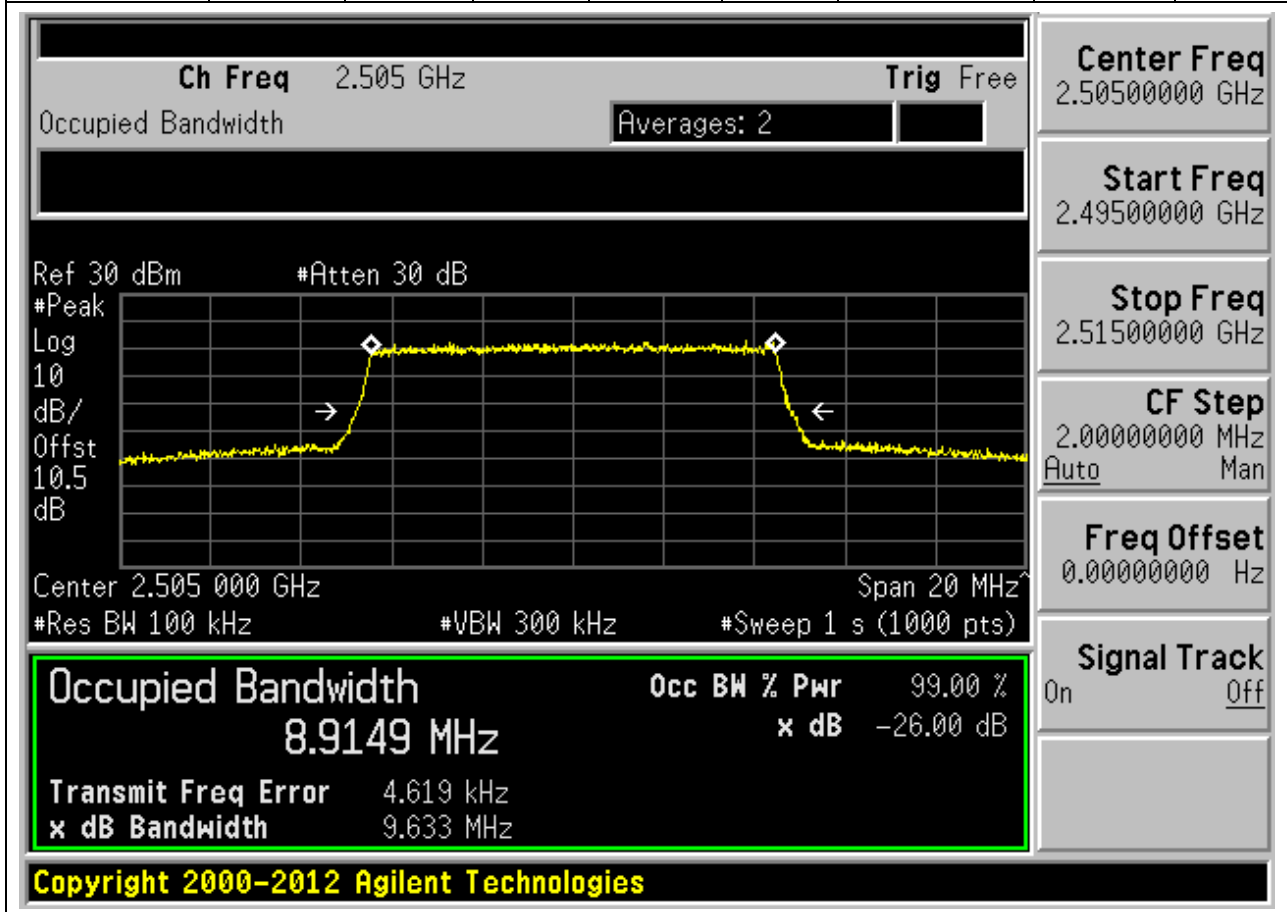 Ch Freq 2.505 GHz Trig Free
Occupied Bandwidth Averages: 2
Ref 30 dBm #Atten 30 dB
#Peak
Log
10
dB/
Offst
10.5
dB
Center 2.505 000 GHz Span 20 MHz^
#Res BW 100 kHz #VBW 300 kHz #Sweep 1 s (1000 pts)
Occupied Bandwidth Occ BW % Pwr 99.00 %
8.9149 MHz x dB -26.00 dB
Transmit Freq Error 4.619 kHz
x dB Bandwidth 9.633 MHz
Copyright 2000-2012 Agilent Technologies
Center Freq
2.50500000 GHz
Start Freq
2.49500000 GHz
Stop Freq
2.51500000 GHz
CF Step
2.00000000 MHz
Auto Man
Freq Offset
0.00000000 Hz
Signal Track
On Off